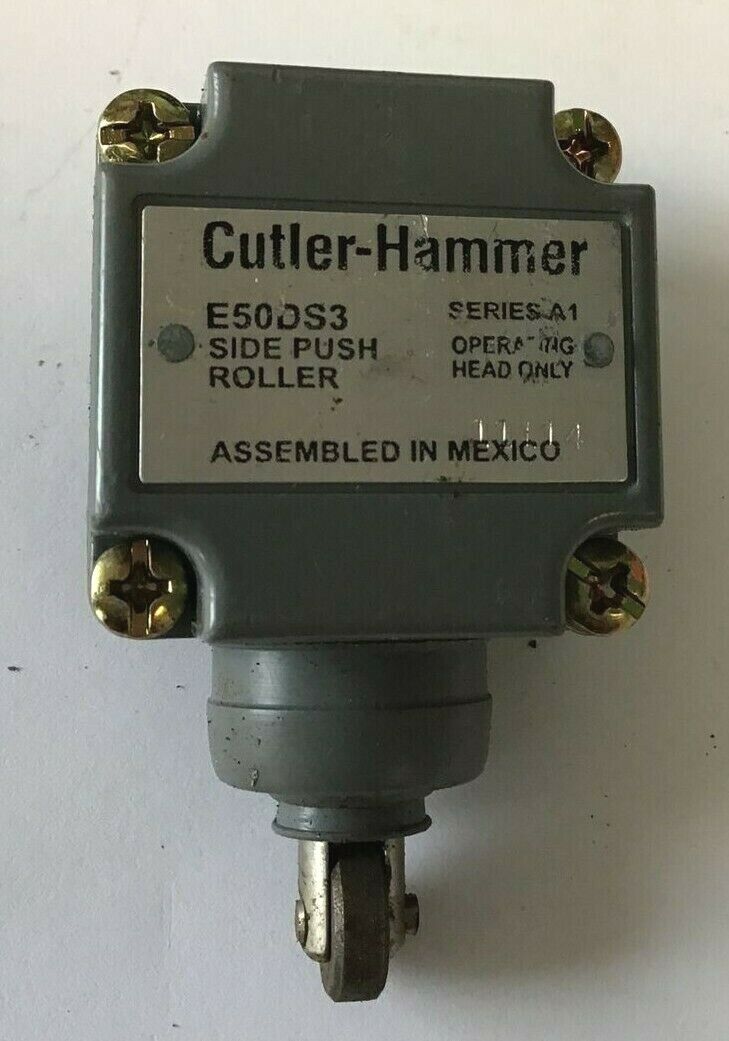 Cutler-Hammer
E50DS3 SERIES A1
SIDE PUSH OPERATING
ROLLER HEAD ONLY
ASSEMBLED IN MEXICO